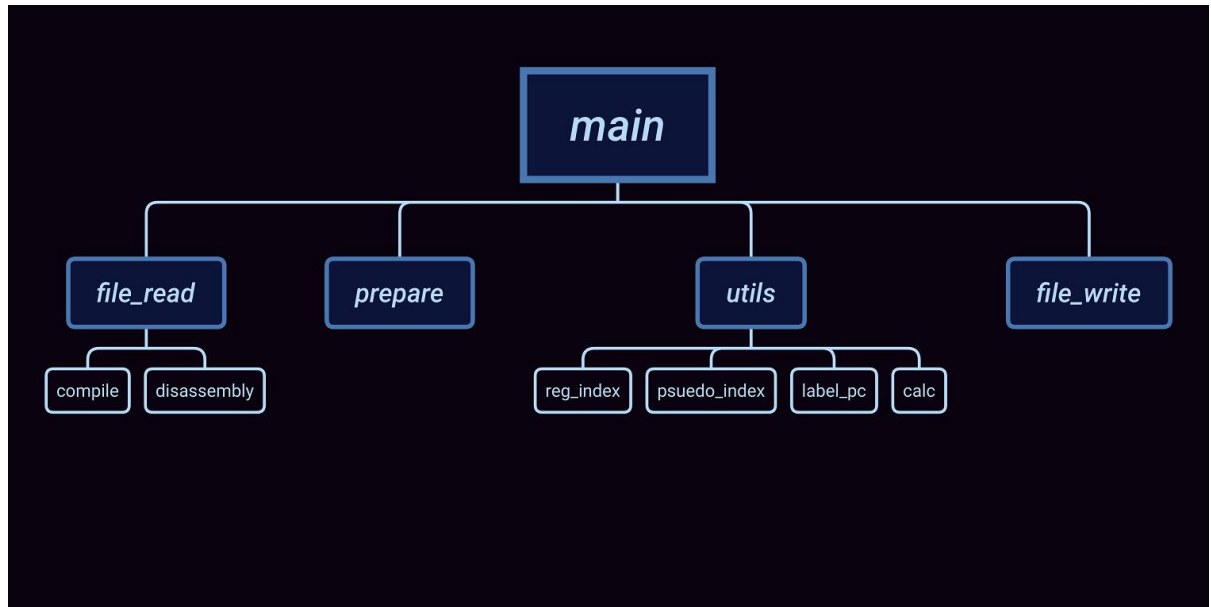 main
file_read
prepare
utils
file_write
compile
disassembly
reg_index
psuedo_index
label_pc
calc